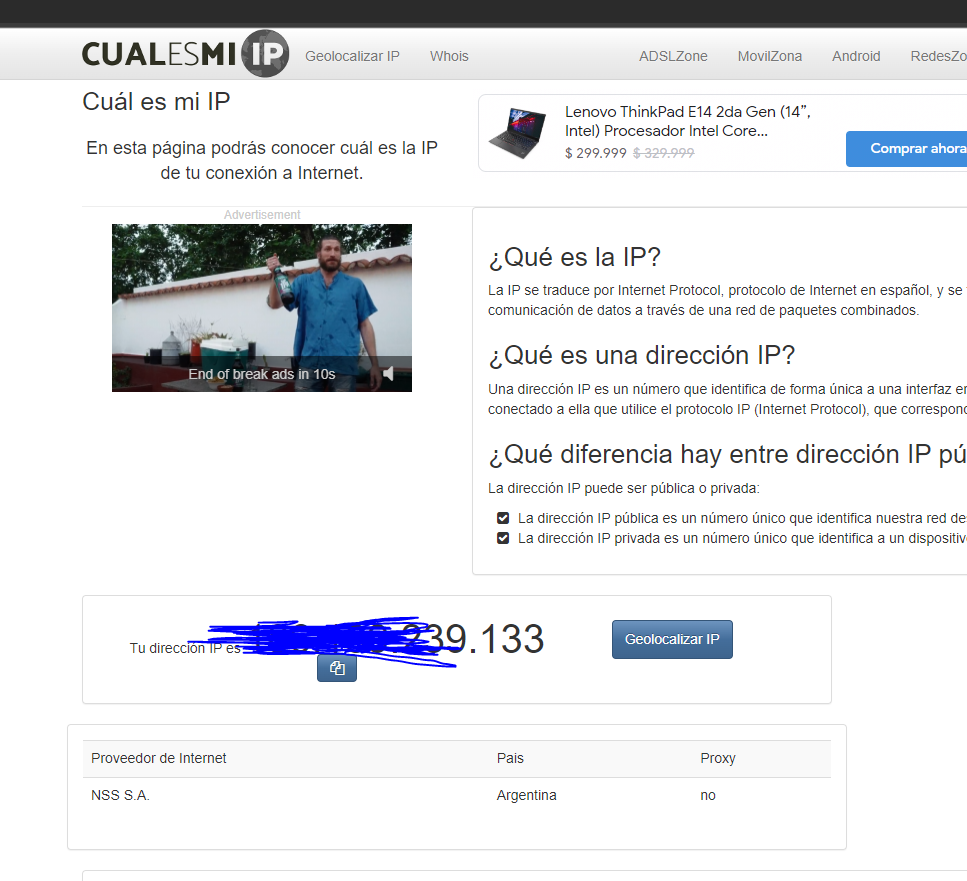 CUALESMI IP
Geolocalizar IP
Whois
ADSLZone
MovilZona
Android
RedesZo
Cuál es mi IP
En esta página podrás conocer cuál es la IP
de tu conexión a Internet.
Lenovo ThinkPad E14 2da Gen (14”,
Intel) Procesador Intel Core...
$ 299.999 $ 329.999
Comprar ahora
Advertisement
End of break ads in 10s
¿Qué es la IP?
La IP se traduce por Internet Protocol, protocolo de Internet en español, y se
comunicación de datos a través de una red de paquetes combinados.
¿Qué es una dirección IP?
Una dirección IP es un número que identifica de forma única a una interfaz en
conectado a ella que utilice el protocolo IP (Internet Protocol), que correspond
¿Qué diferencia hay entre dirección IP pú
La dirección IP puede ser pública o privada:
La dirección IP pública es un número único que identifica nuestra red des
La dirección IP privada es un número único que identifica a un dispositivo
Tu dirección IP es
39.133
Geolocalizar IP
Proveedor de Internet
Pais
Proxy
NSS S.A.
Argentina
no